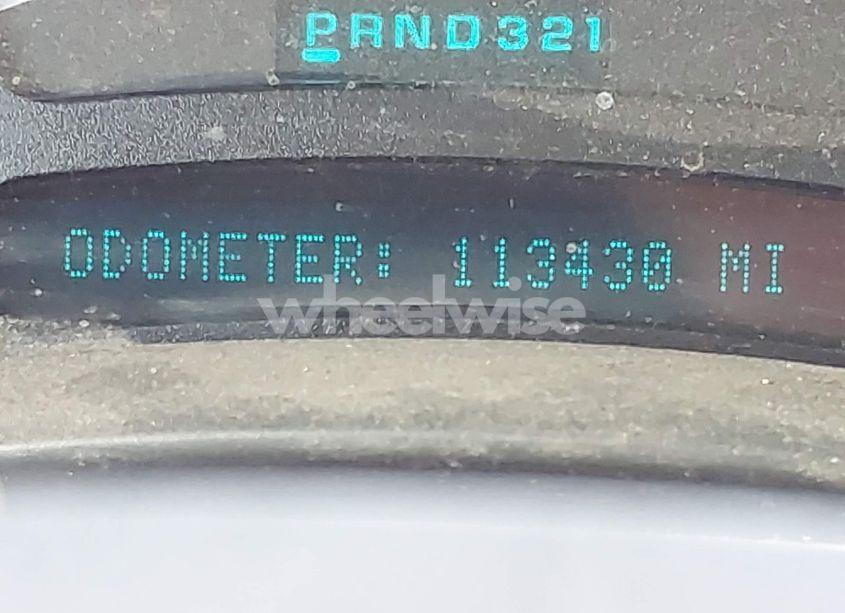 PRND321
ODOMETER: 113430 MI
wheelwise